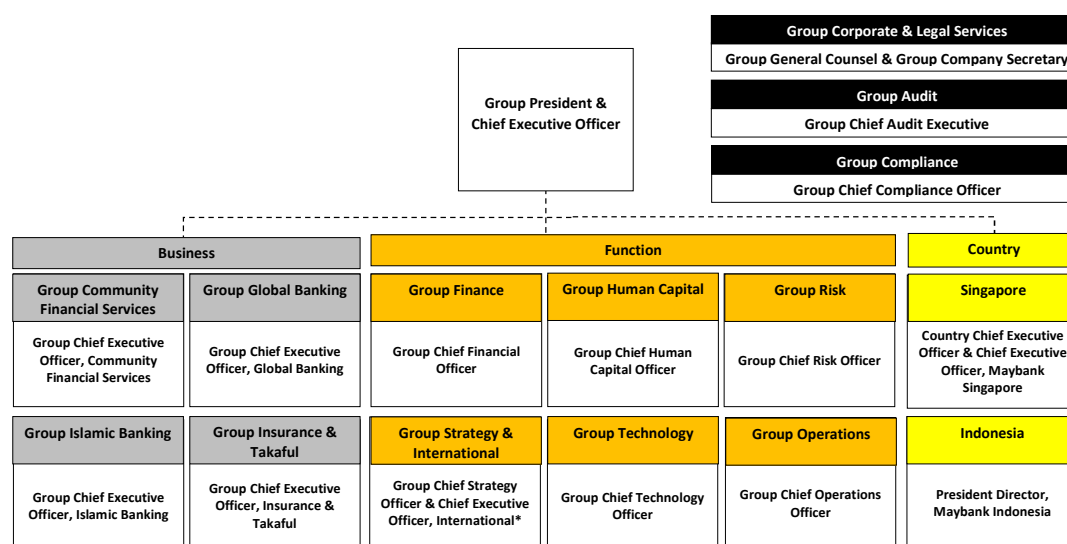 Group Corporate & Legal Services
Group General Counsel & Group Company Secretary
Group President &
Chief Executive Officer
Group Audit
Group Chief Audit Executive
Group Compliance
Group Chief Compliance Officer
Business
Function
Country
Group Community
Financial Services
Group Global Banking
Group Finance
Group Human Capital
Group Risk
Singapore
Group Chief Executive
Officer, Community
Financial Services
Group Chief Executive
Officer, Global Banking
Group Chief Financial
Officer
Group Chief Human
Capital Officer
Group Chief Risk Officer
Country Chief Executive
Officer & Chief Executive
Officer, Maybank
Singapore
Group Islamic Banking
Group Insurance &
Takaful
Group Strategy &
International
Group Technology
Group Operations
Indonesia
Group Chief Executive
Officer, Islamic Banking
Group Chief Executive
Officer, Insurance &
Takaful
Group Chief Strategy
Officer & Chief Executive
Officer, International*
Group Chief Technology
Officer
Group Chief Operations
Officer
President Director,
Maybank Indonesia